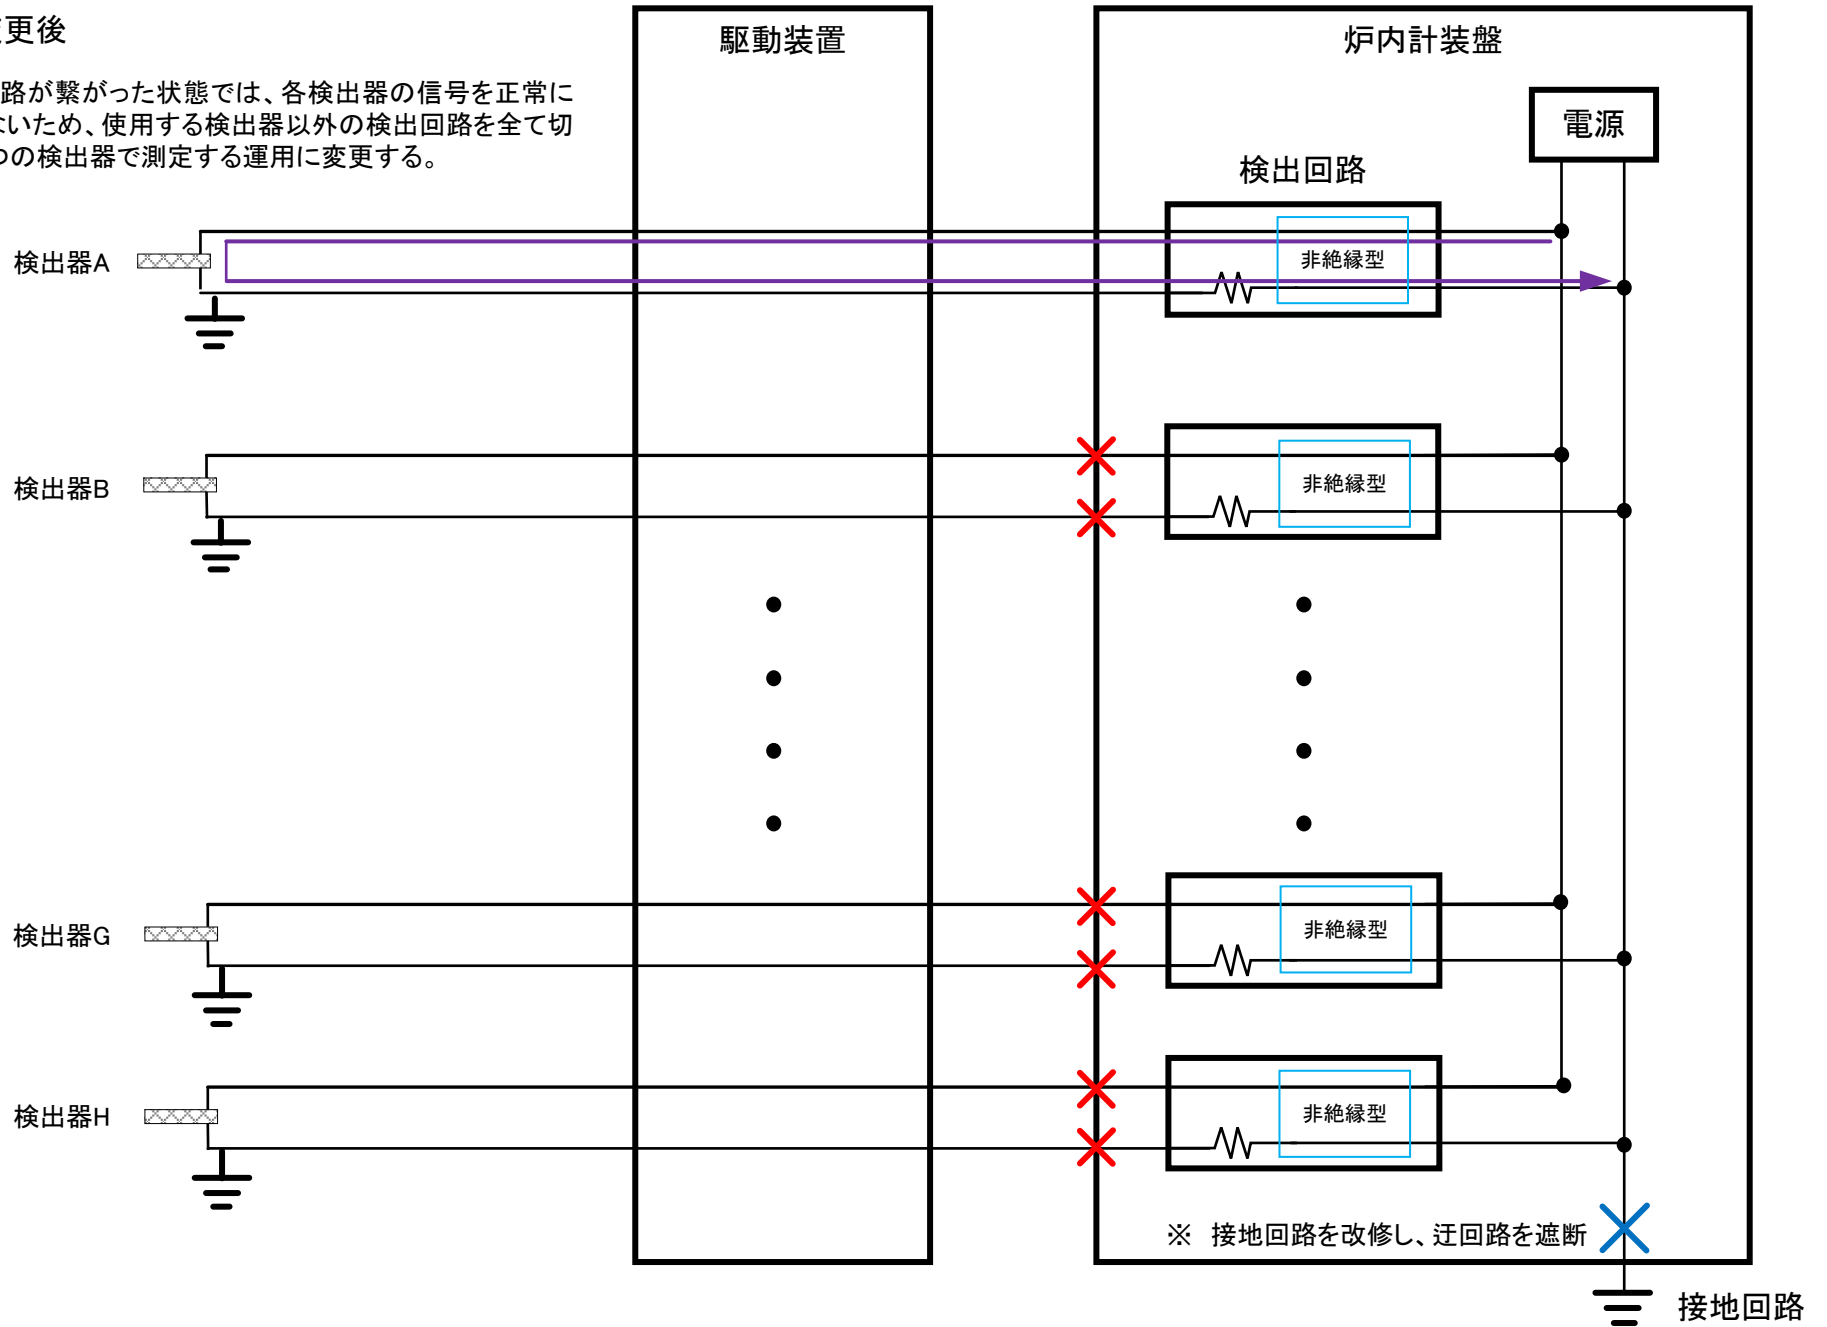 更後
駆動装置
炉内計装盤
路が繋がった状態では、各検出器の信号を正常に
ないため、使用する検出器以外の検出回路を全て切
つの検出器で測定する運用に変更する。
電源
検出回路
検出器A
非絶縁型
検出器B
非絶縁型
検出器G
非絶縁型
検出器H
非絶縁型
※ 接地回路を改修し、迂回路を遮断
接地回路